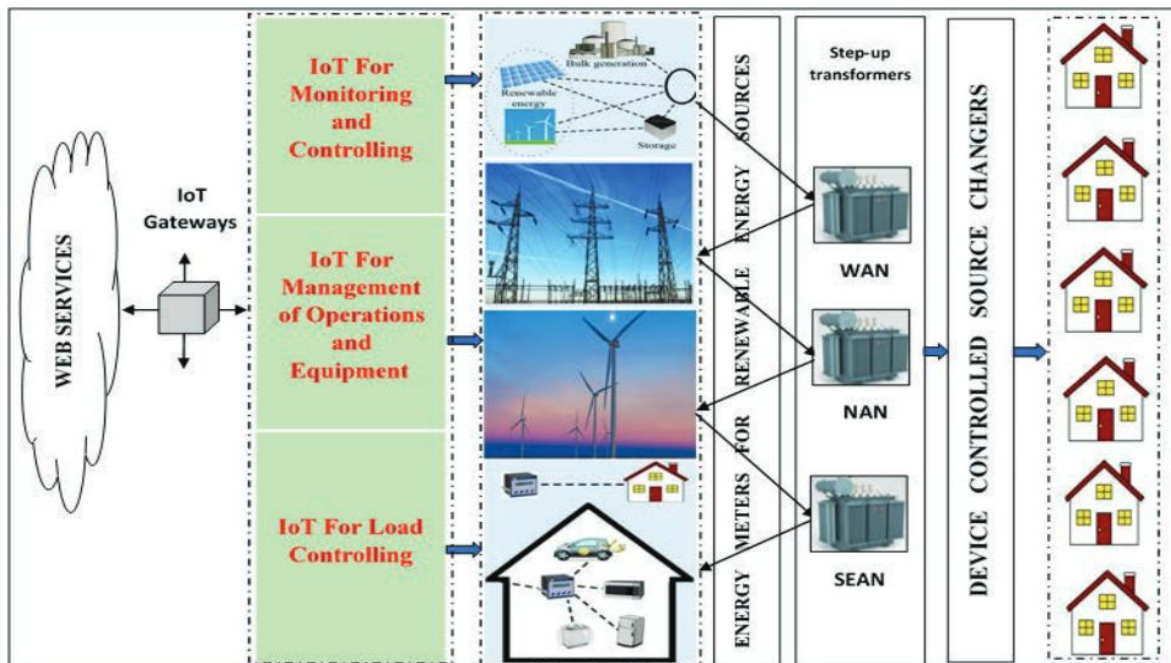 WEB SERVICES
IoT
Gateways
IoT For
Monitoring
and
Controlling
IoT For
Management
of Operations
and
Equipment
IoT For Load
Controlling
Bulk generation
Renewable
energy
Storage
ENERGY METERS FOR RENEWABLE ENERGY SOURCES
Step-up
transformers
WAN
NAN
SEAN
DEVICE CONTROLLED SOURCE CHANGERS